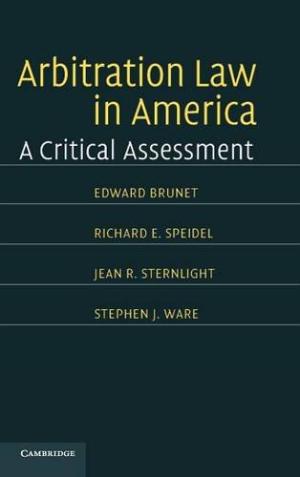 Arbitration Law
in America
A Critical Assessment
EDWARD BRUNET
RICHARD E. SPEIDEL
JEAN R. STERNLIGHT
STEPHEN J. WARE
CAMBRIDGE